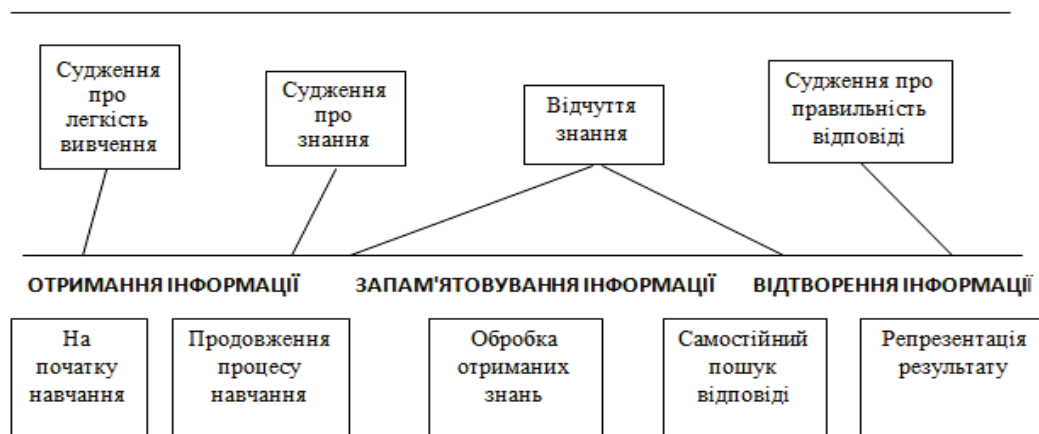 Судження
про
легкість
вивчення
Судження
про
знання
Відчуття
знання
Судження про
правильність
відповіді
ОТРИМАННЯ ІНФОРМАЦІЇ
ЗАПАМ'ЯТОВУВАННЯ ІНФОРМАЦІЇ
ВІДТВОРЕННЯ ІНФОРМАЦІЇ
На
початку
навчання
Продовження
процесу
навчання
Обробка
отриманих
знань
Самостійний
пошук
відповіді
Репрезентація
результату